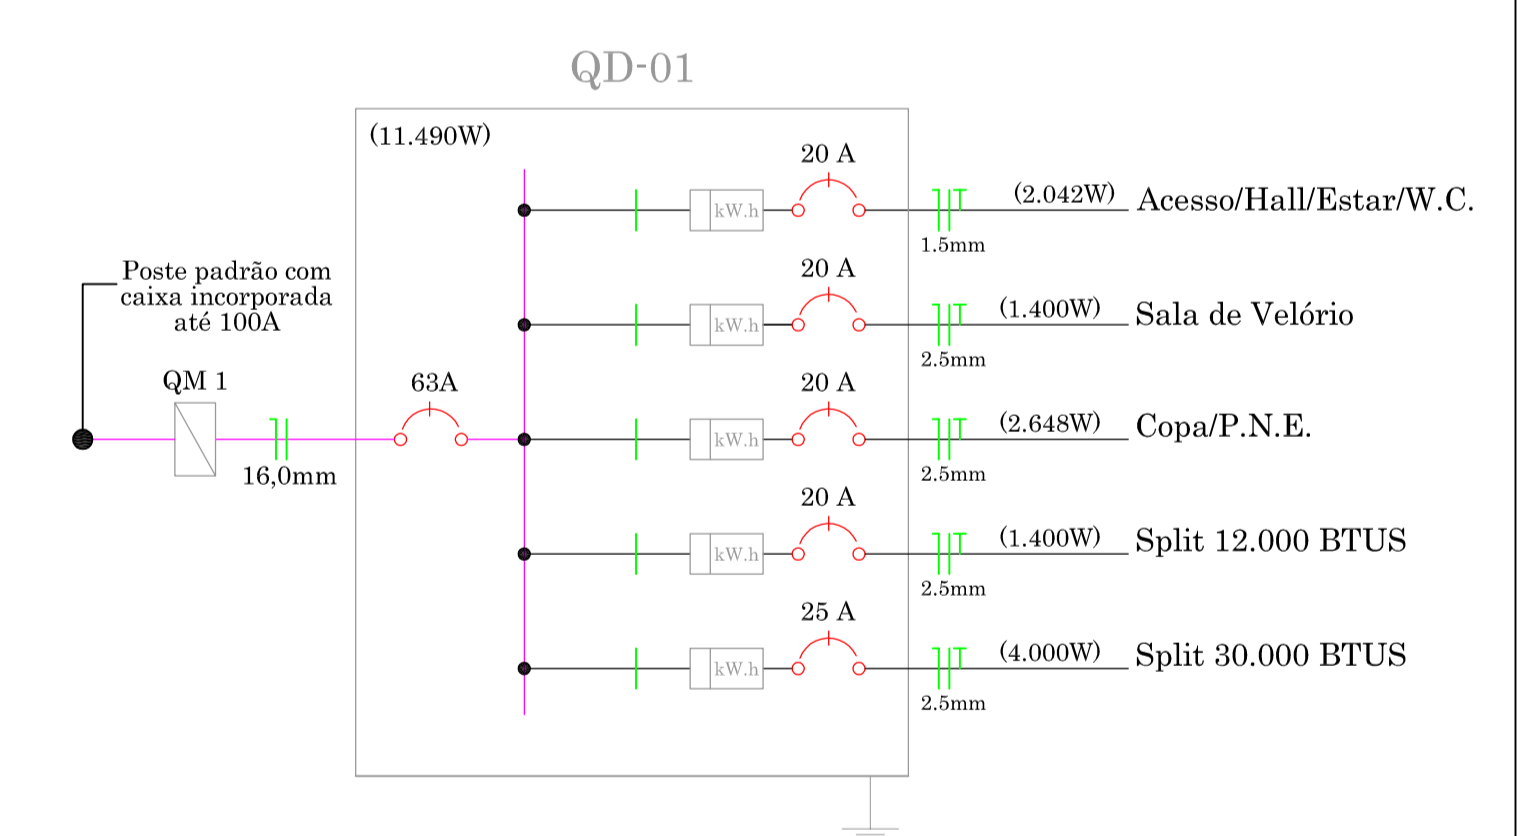 QD-01
(11.490W)
20 A
kW.h
(2.042W)
Acesso/Hall/Estar/W.C.
1.5mm
20 A
kW.h
(1.400W)
Sala de Velório
2.5mm
Poste padrão com
caixa incorporada
até 100A
QM 1
16,0mm
63A
20 A
kW.h
(2.648W)
Copa/P.N.E.
2.5mm
20 A
kW.h
(1.400W)
Split 12.000 BTUS
2.5mm
25 A
kW.h
(4.000W)
Split 30.000 BTUS
2.5mm